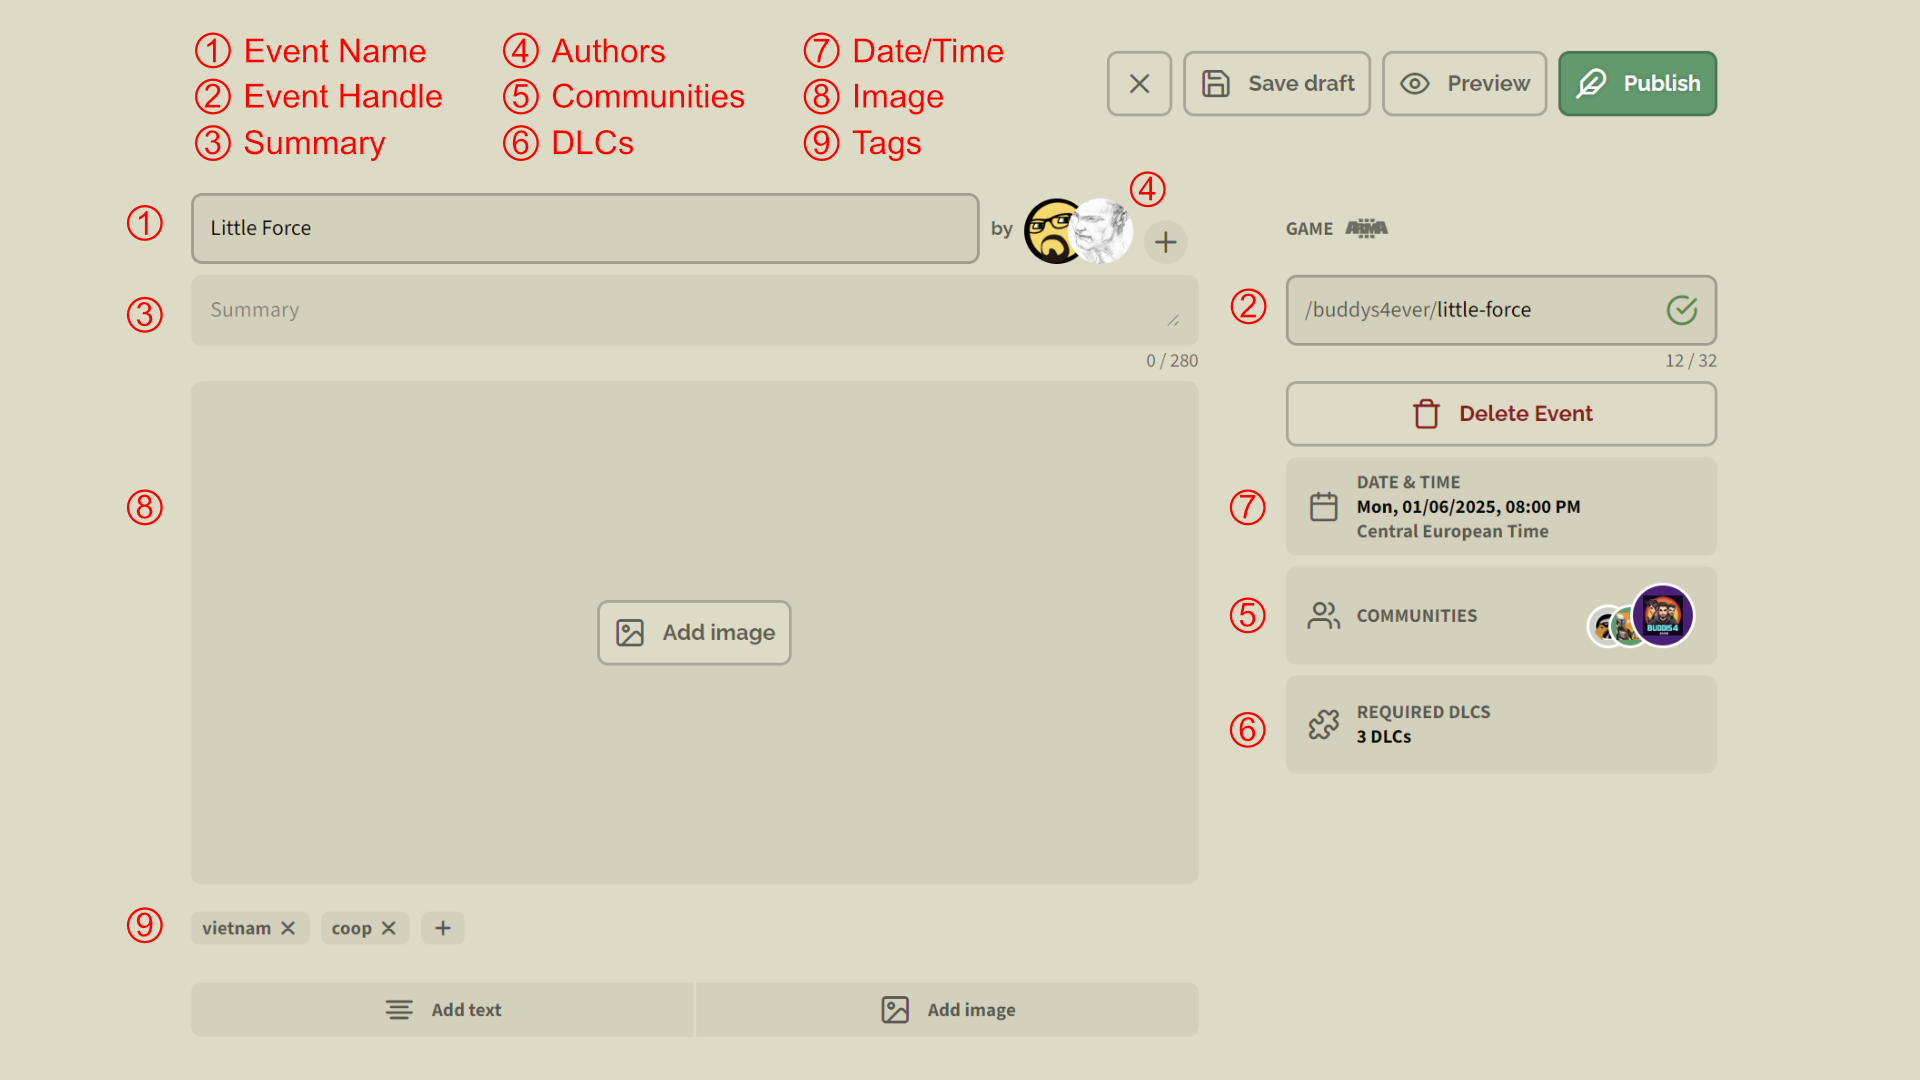 ① Event Name
② Event Handle
③ Summary
④ Authors
⑤ Communities
⑥ DLCs
⑦ Date/Time
⑧ Image
⑨ Tags
Save draft
Preview
Publish
①
Little Force
by
④
GAME ARMA
③
Summary
0 / 280
②
/buddys4ever/little-force
12 / 32
Delete Event
⑧
Add image
⑦
DATE & TIME
Mon, 01/06/2025, 08:00 PM
Central European Time
⑤
COMMUNITIES
BUDDIS4
⑥
REQUIRED DLCS
3 DLCs
⑨
vietnam
coop
Add text
Add image